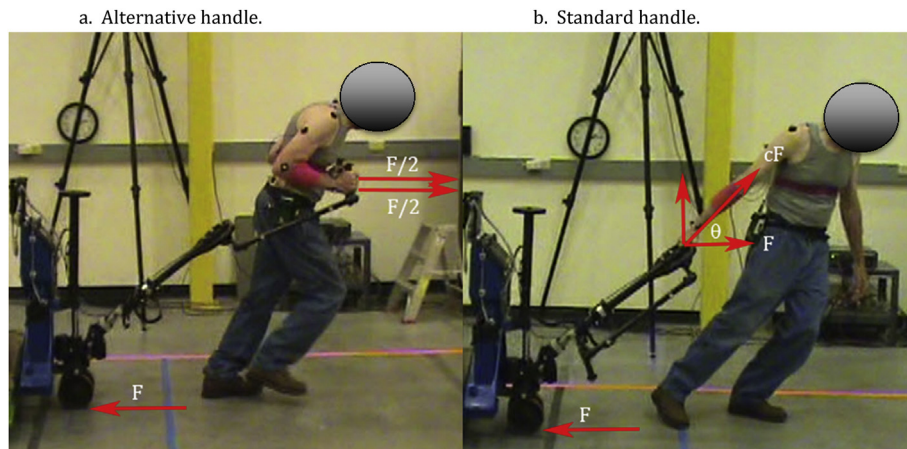 a. Alternative handle.
b. Standard handle.
F/2
F/2
F
cF
θ
F
F